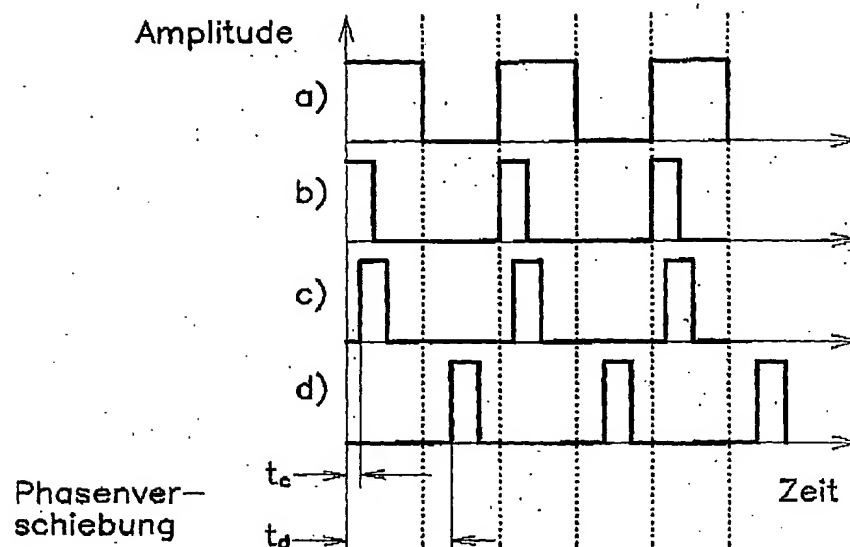 Amplitude
a)
b)
c)
d)
tc
Zeit
Phasenver-
schiebung
td